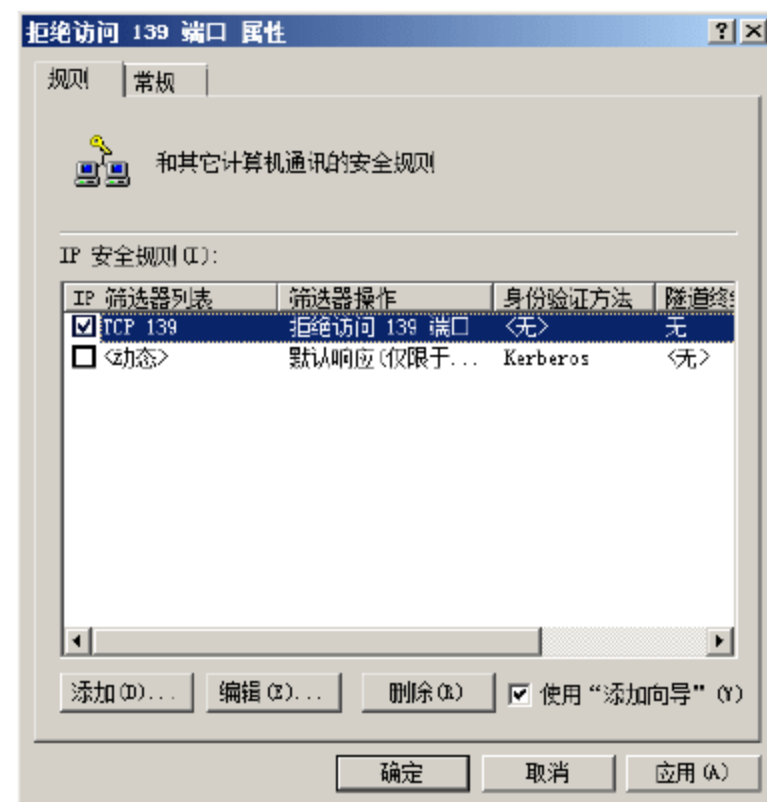 拒绝访问 139 端口 属性
规则 常规
和其它计算机通讯的安全规则
IP 安全规则(I):
IP 筛选器列表 筛选器操作 身份验证方法 隧道终
TCP 139 拒绝访问 139 端口 <无> 无
<动态> 默认响应(仅限于... Kerberos <无>
添加(D)... 编辑(E)... 删除(R) 使用“添加向导” (Y)
确定 取消 应用(A)